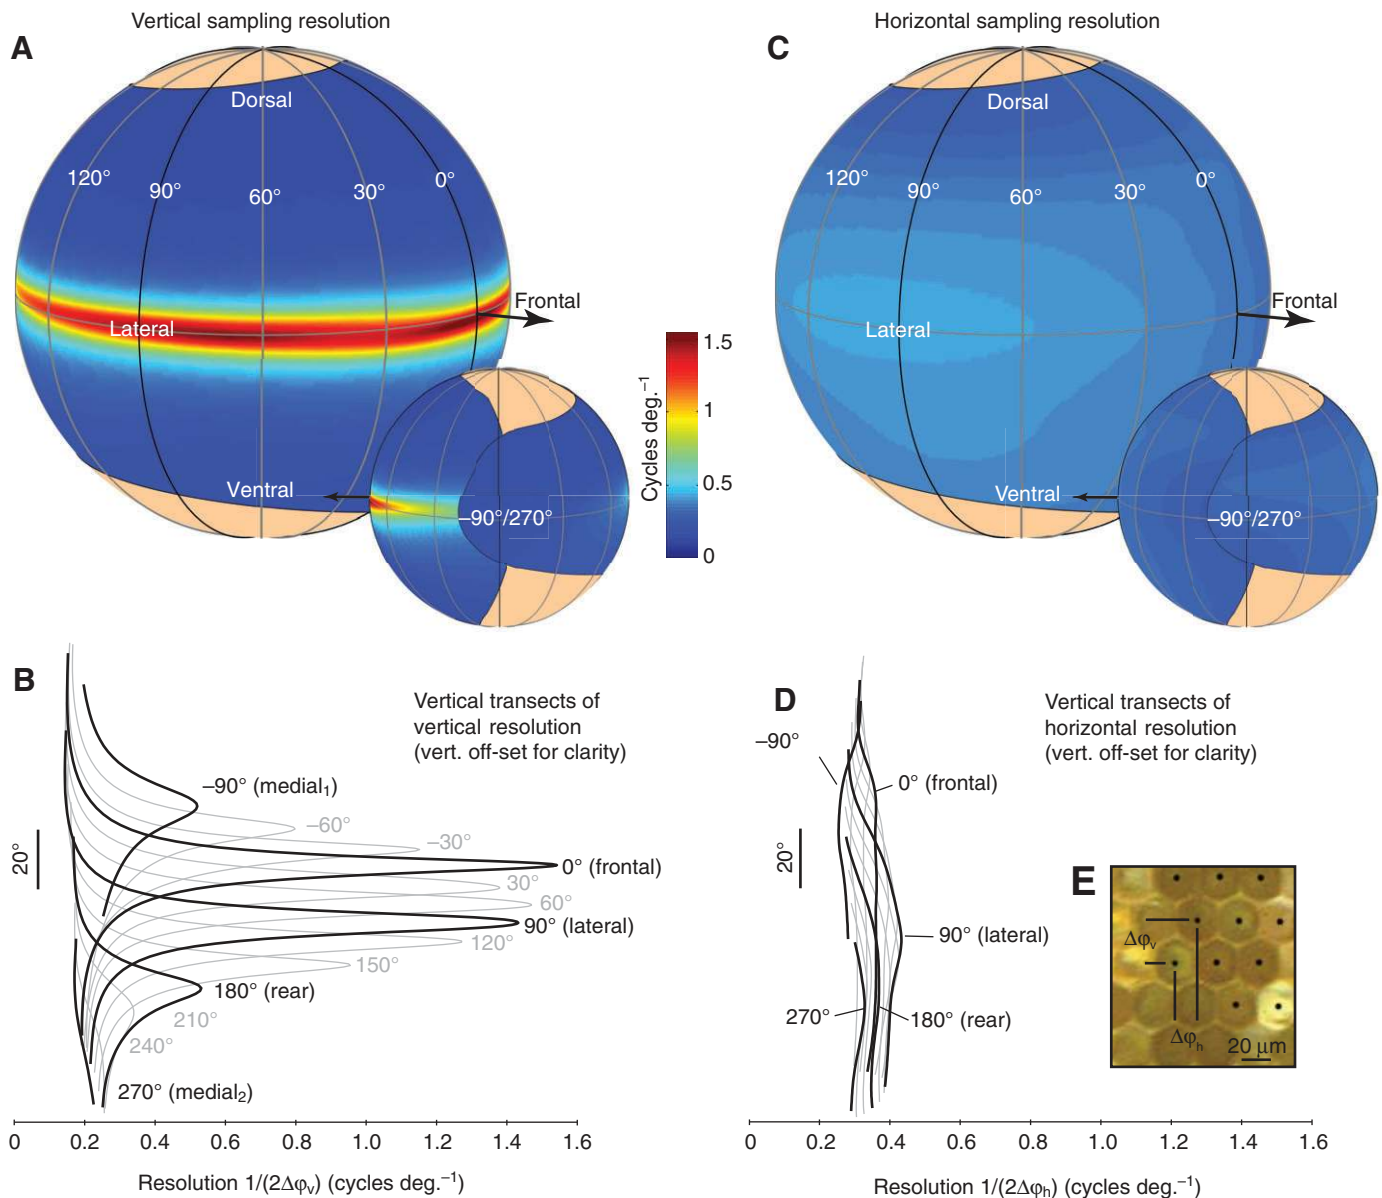 Vertical sampling resolution
A
Dorsal
120°
90°
60°
30°
0°
Lateral
Frontal
Ventral
–90°/270°
Cycles deg.⁻¹
1.5
1
0.5
0
Horizontal sampling resolution
C
Dorsal
120°
90°
60°
30°
0°
Lateral
Frontal
Ventral
–90°/270°
B
Vertical transects of
vertical resolution
(vert. off-set for clarity)
20°
–90° (medial₁)
–60°
–30°
0° (frontal)
30°
60°
90° (lateral)
120°
150°
180° (rear)
210°
240°
270° (medial₂)
0 0.2 0.4 0.6 0.8 1.0 1.2 1.4 1.6
Resolution 1/(2Δφᵥ) (cycles deg.⁻¹)
D
Vertical transects of
horizontal resolution
(vert. off-set for clarity)
–90°
0° (frontal)
20°
90° (lateral)
270°
180° (rear)
0 0.2 0.4 0.6 0.8 1.0 1.2 1.4 1.6
Resolution 1/(2Δφₕ) (cycles deg.⁻¹)
E
Δφᵥ
Δφₕ
20 μm